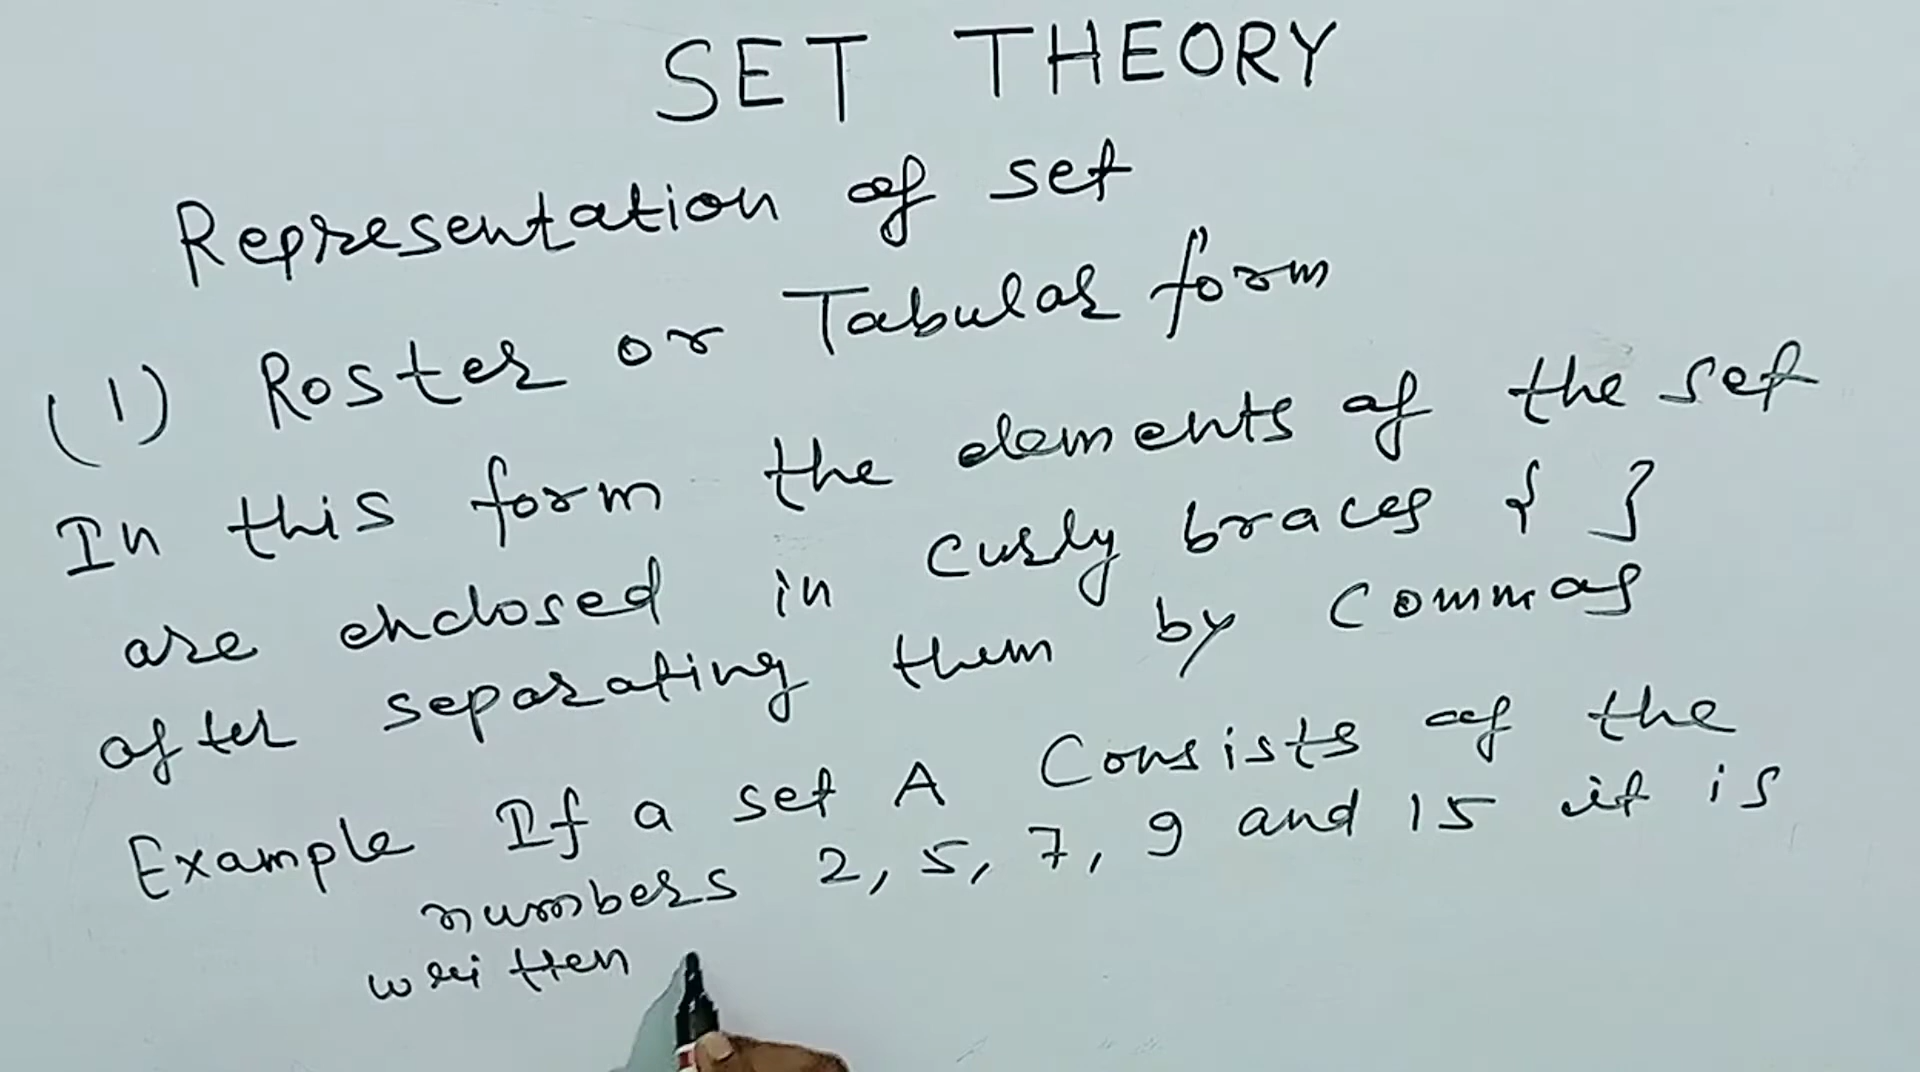 SET THEORY
Representation of set
(1) Roster or Tabular form
In this form the elements of the set
are enclosed in curly braces { }
after separating them by commas
Example If a set A Consists of the
numbers 2, 5, 7, 9 and 15 it is
written